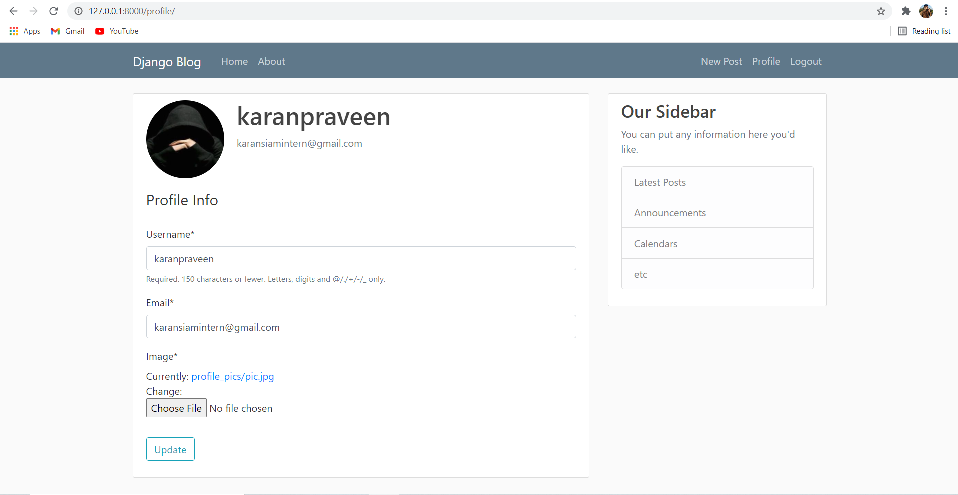 127.0.0.1:8000/profile/
Apps Gmail YouTube Reading list
Django Blog Home About New Post Profile Logout
karanpraveen
karansiamintern@gmail.com
Profile Info
Username*
karanpraveen
Required. 150 characters or fewer. Letters, digits and @/./+/-/_ only.
Email*
karansiamintern@gmail.com
Image*
Currently: profile_pics/pic.jpg
Change:
Choose File No file chosen
Update
Our Sidebar
You can put any information here you'd
like.
Latest Posts
Announcements
Calendars
etc